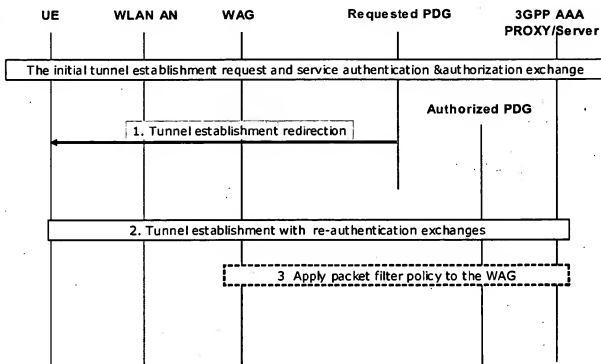 UE WLAN AN WAG Requested PDG 3GPP AAA
PROXY/Server
The initial tunnel establishment request and service authentication &authorization exchange
Authorized PDG
1. Tunnel establishment redirection
2. Tunnel establishment with re-authentication exchanges
3 Apply packet filter policy to the WAG